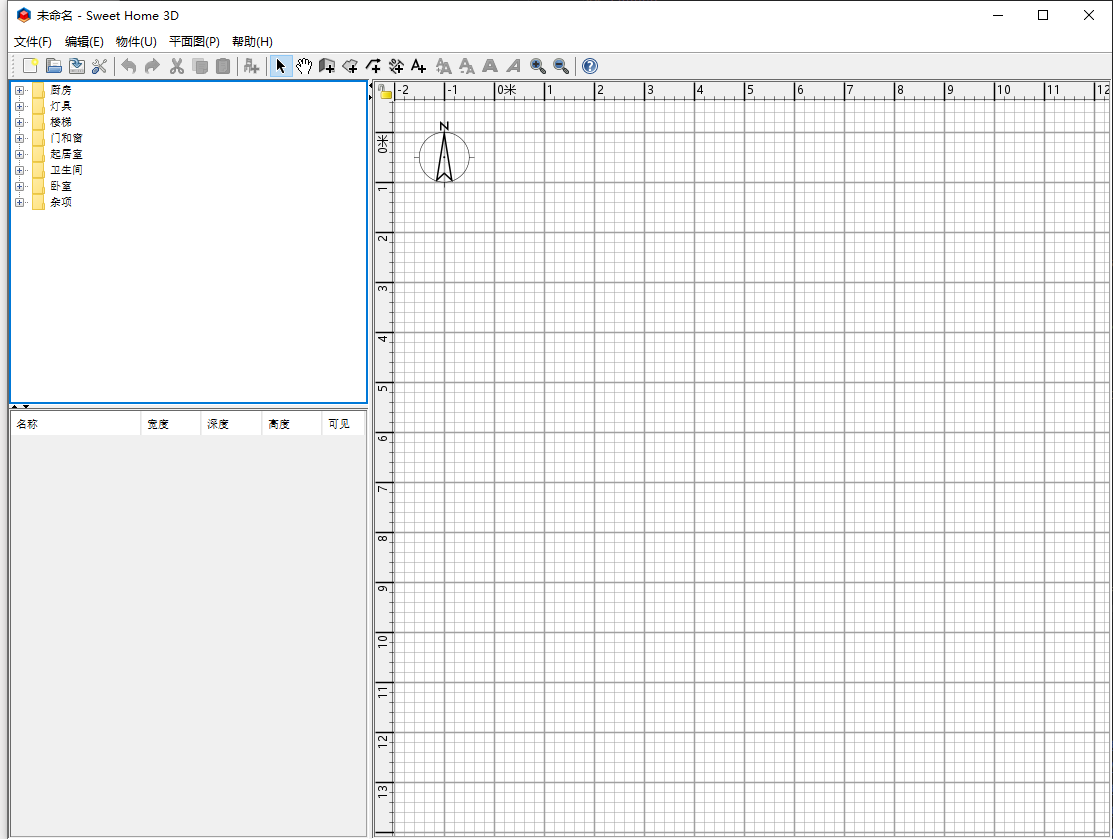 未命名 - Sweet Home 3D
文件(F) 编辑(E) 物件(U) 平面图(P) 帮助(H)
厨房
灯具
楼梯
门和窗
起居室
卫生间
卧室
杂项
名称 宽度 深度 高度 可见
-2 -1 0米 1 2 3 4 5 6 7 8 9 10 11 12
N
0米
1
2
3
4
5
6
7
8
9
10
11
12
13